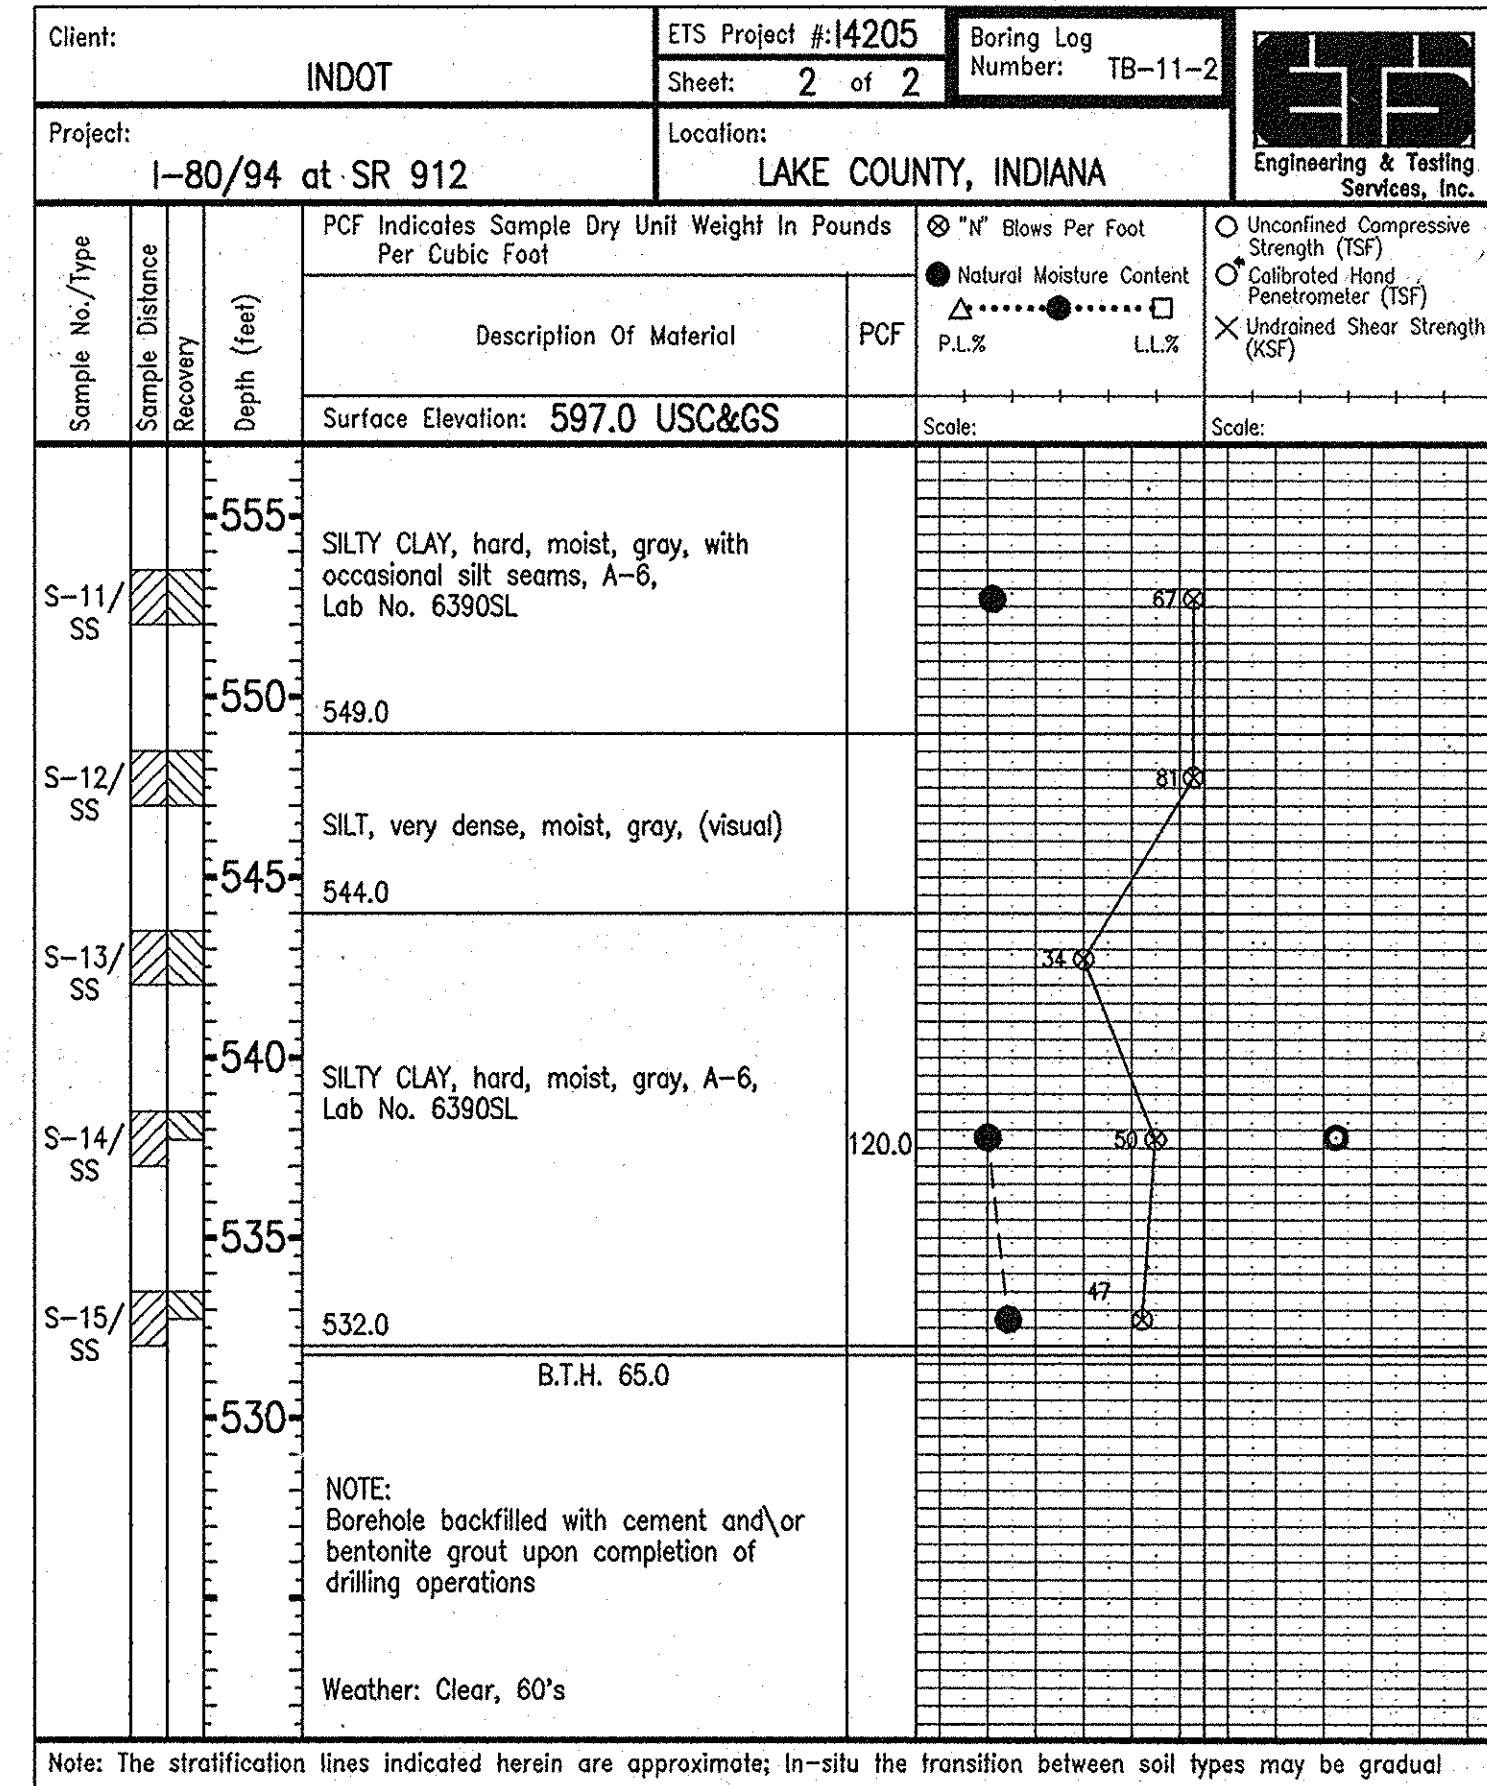 Client:
INDOT
ETS Project #:14205
Sheet: 2 of 2
Boring Log
Number: TB-11-2
ETS
Engineering & Testing
Services, Inc.
Project:
I-80/94 at SR 912
Location:
LAKE COUNTY, INDIANA
Sample No./Type
Sample Distance
Recovery
Depth (feet)
PCF Indicates Sample Dry Unit Weight In Pounds
Per Cubic Foot
Description Of Material
PCF
Surface Elevation: 597.0 USC&GS
"N" Blows Per Foot
Natural Moisture Content
P.L.% L.L.%
Scale:
Unconfined Compressive
Strength (TSF)
Calibrated Hand
Penetrometer (TSF)
Undrained Shear Strength
(KSF)
Scale:
555
SILTY CLAY, hard, moist, gray, with
occasional silt seams, A-6,
Lab No. 6390SL
S-11/
SS
67
550
549.0
S-12/
SS
81
SILT, very dense, moist, gray, (visual)
545
544.0
S-13/
SS
34
540
SILTY CLAY, hard, moist, gray, A-6,
Lab No. 6390SL
S-14/
SS
120.0
50
535
S-15/
SS
47
532.0
B.T.H. 65.0
530
NOTE:
Borehole backfilled with cement and\or
bentonite grout upon completion of
drilling operations
Weather: Clear, 60's
Note: The stratification lines indicated herein are approximate; In-situ the transition between soil types may be gradual